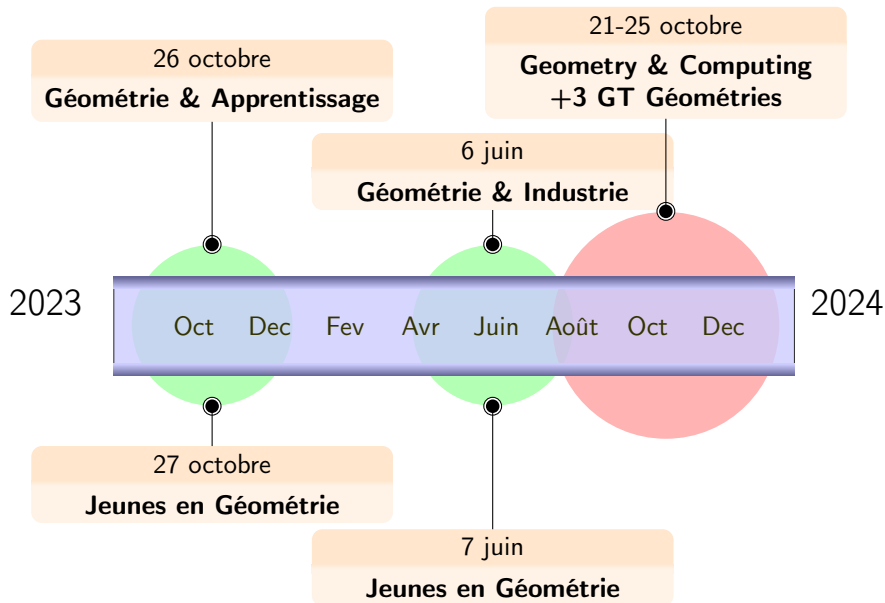 26 octobre
Géométrie & Apprentissage
21-25 octobre
Geometry & Computing
+3 GT Géométries
6 juin
Géométrie & Industrie
2023
Oct Dec Fev Avr Juin Août Oct Dec
2024
27 octobre
Jeunes en Géométrie
7 juin
Jeunes en Géométrie